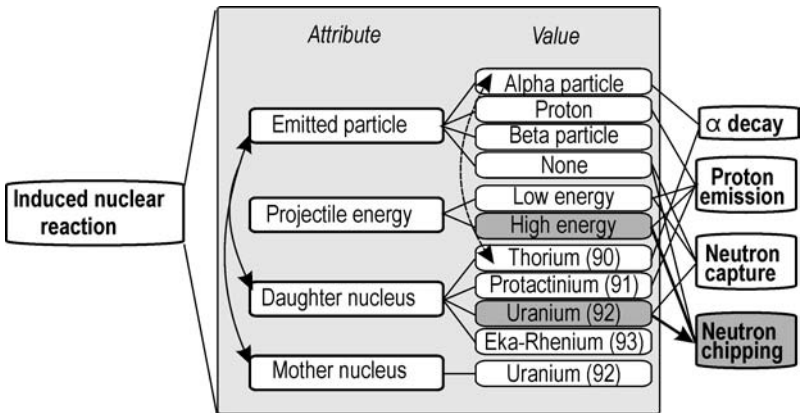 Attribute
Value
Induced nuclear
reaction
Emitted particle
Projectile energy
Daughter nucleus
Mother nucleus
Alpha particle
Proton
Beta particle
None
Low energy
High energy
Thorium (90)
Protactinium (91)
Uranium (92)
Eka-Rhenium (93)
Uranium (92)
α decay
Proton
emission
Neutron
capture
Neutron
chipping